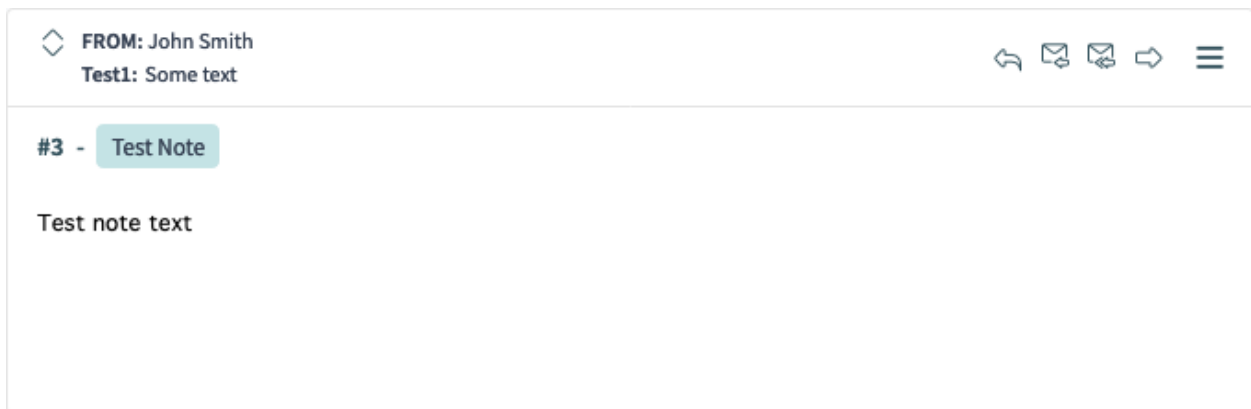 FROM: John Smith
Test1: Some text
#3 - Test Note
Test note text